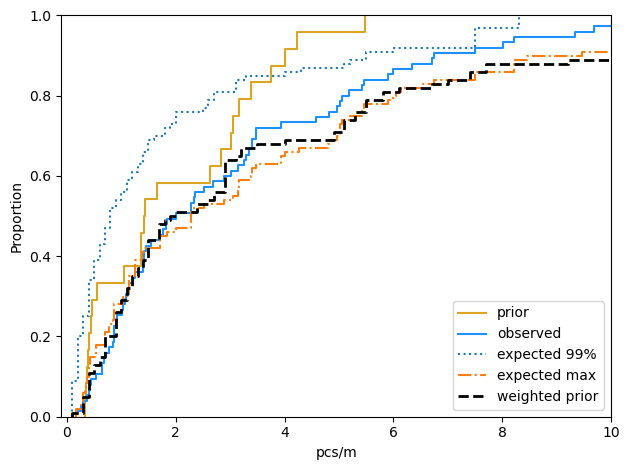 1.0
0.8
0.6
0.4
0.2
0.0
Proportion
0
2
4
6
8
10
pcs/m
prior
observed
expected 99%
expected max
weighted prior